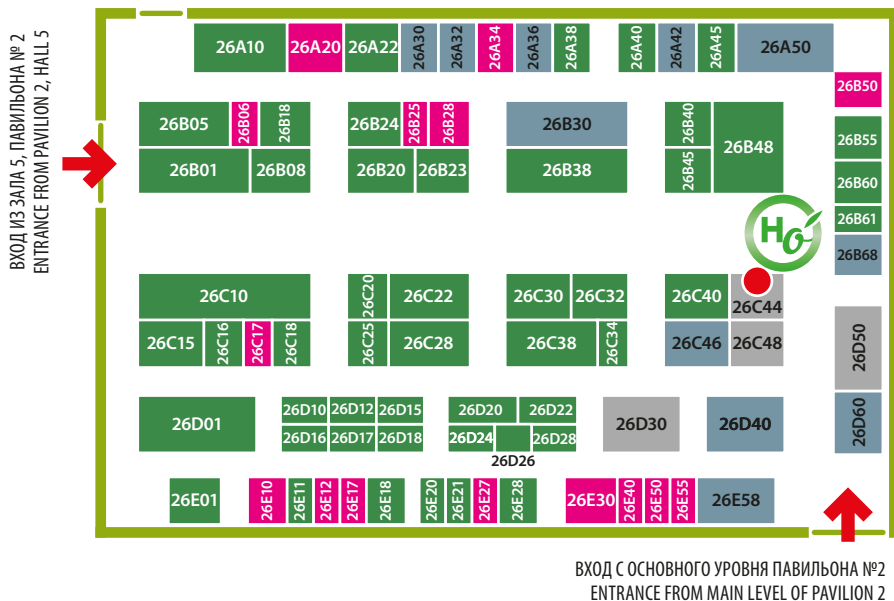 26A10 26A20 26A22 26A30 26A32 26A34 26A36 26A38 26A40 26A42 26A45 26A50
26B50
26B05 26B06 26B18 26B24 26B25 26B28 26B30 26B40 26B48
26B55
26B01 26B08 26B20 26B23 26B38 26B45
26B60
26B61
26B68
Ho
ВХОД ИЗ ЗАЛА 5, ПАВИЛЬОНА № 2
ENTRANCE FROM PAVILION 2, HALL 5
26C10 26C20 26C22 26C30 26C32 26C40 26C44
26C15 26C16 26C17 26C18 26C25 26C28 26C38 26C34 26C46 26C48
26D50
26D01 26D10 26D12 26D15 26D20 26D22 26D30 26D40 26D60
26D16 26D17 26D18 26D24 26D28
26D26
26E01 26E10 26E11 26E12 26E17 26E18 26E20 26E21 26E27 26E28 26E30 26E40 26E50 26E55 26E58
ВХОД С ОСНОВНОГО УРОВНЯ ПАВИЛЬОНА №2
ENTRANCE FROM MAIN LEVEL OF PAVILION 2